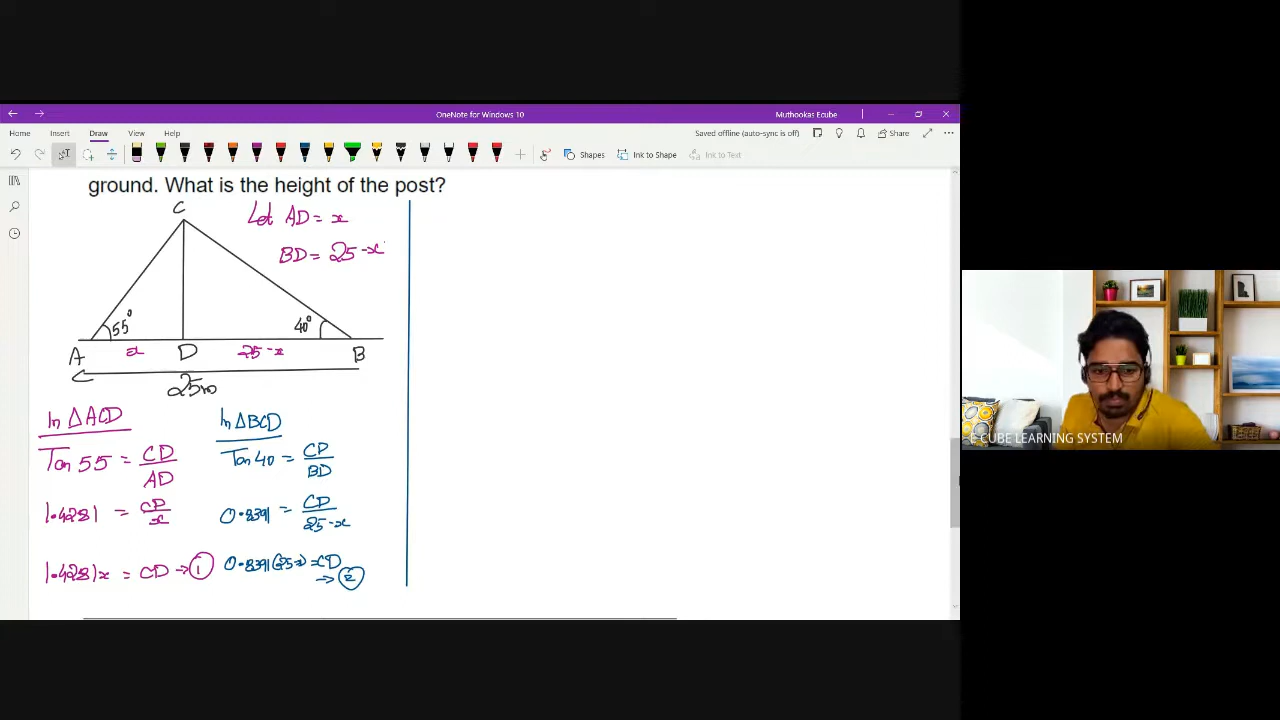 OneNote for Windows 10
Muthookas Ecube
Home Insert Draw View Help
Saved offline (auto-sync is off)
Share
Shapes
Ink to Shape
Ink to Text
ground. What is the height of the post?
C
Let AD = x
BD = 25-x
55°
40°
A x D 25-x B
25m
In △ACD
Tan 55 = CD/AD
1.4281 = CD/x
1.4281x = CD → ①
In △BCD
Tan 40 = CD/BD
0.8391 = CD/25-x
0.8391(25-x) = CD
→ ②
E CUBE LEARNING SYSTEM